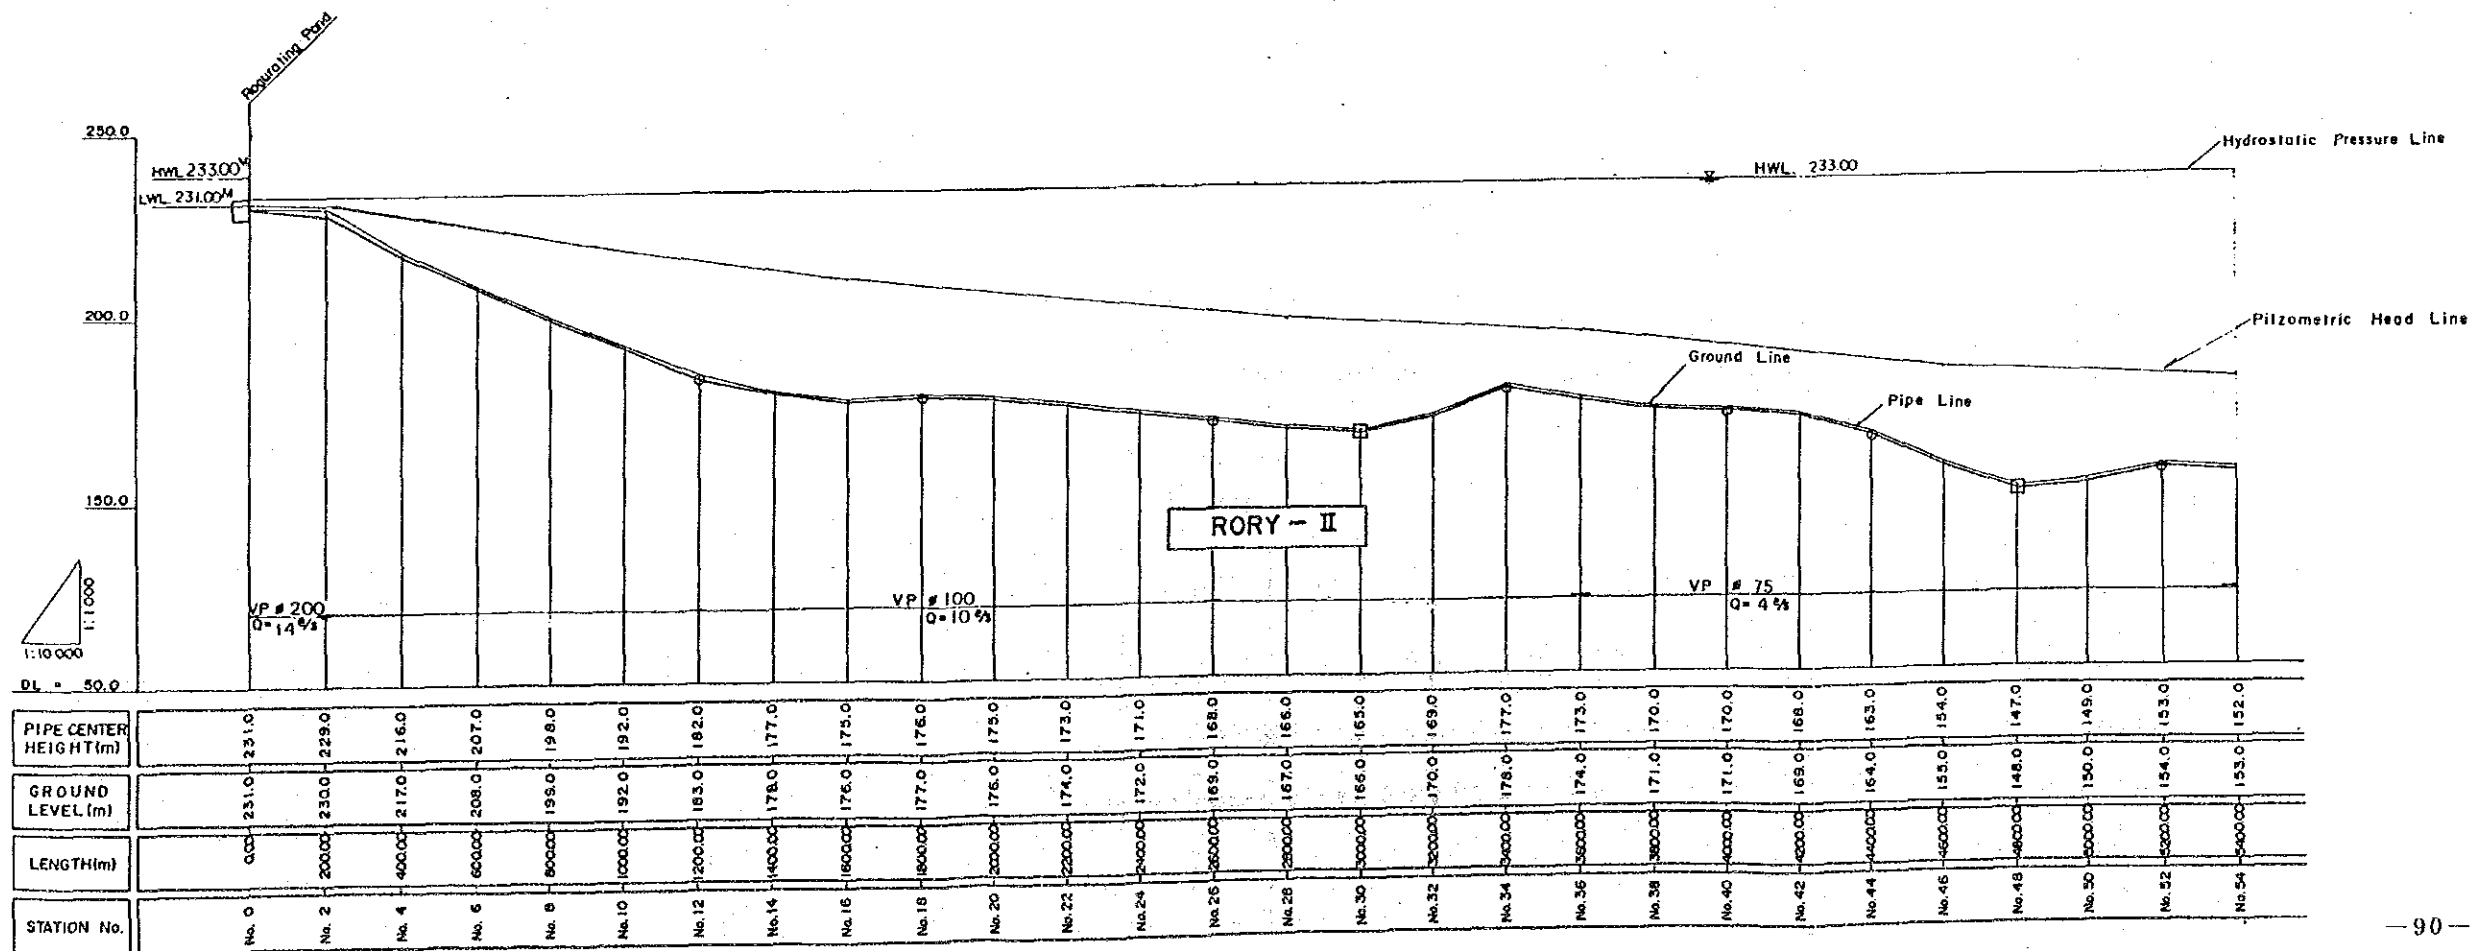 Regurating Pond
250.0
HWL 233.00M
LWL 231.00M
HWL. 233.00
Hydrostatic Pressure Line
200.0
Pilzometric Head Line
Ground Line
Pipe Line
150.0
RORY - II
VP ø 200
Q= 14 ℓ/s
VP ø 100
Q= 10 ℓ/s
VP ø 75
Q= 4 ℓ/s
1:1000
1:10000
DL = 50.0
PIPE CENTER HEIGHT(m) 231.0 229.0 216.0 207.0 198.0 192.0 182.0 177.0 175.0 176.0 175.0 173.0 171.0 168.0 166.0 165.0 169.0 177.0 173.0 170.0 170.0 168.0 163.0 154.0 147.0 149.0 153.0 152.0
GROUND LEVEL(m) 231.0 230.0 217.0 208.0 199.0 192.0 183.0 178.0 176.0 177.0 176.0 174.0 172.0 169.0 167.0 166.0 170.0 178.0 174.0 171.0 171.0 169.0 164.0 155.0 148.0 150.0 154.0 153.0
LENGTH(m) 0.00 200.00 400.00 600.00 800.00 1000.00 1200.00 1400.00 1600.00 1800.00 2000.00 2200.00 2400.00 2600.00 2800.00 3000.00 3200.00 3400.00 3600.00 3800.00 4000.00 4200.00 4400.00 4600.00 4800.00 5000.00 5200.00 5400.00
STATION No. No. 0 No. 2 No. 4 No. 6 No. 8 No.10 No.12 No.14 No.16 No.18 No.20 No.22 No.24 No.26 No.28 No.30 No.32 No.34 No.36 No.38 No.40 No.42 No.44 No.46 No.48 No.50 No.52 No.54
—90—